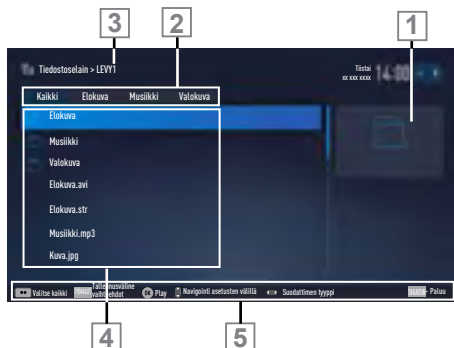 3
2
1
Tiedostoselain > LEVY1
Tiistai
xx xxx xxxx
14:00
Kaikki Elokuva Musiikki Valokuva
Elokuva
Musiikki
Valokuva
Elokuva.avi
Elokuva.str
Musiikki.mp3
Kuva.jpg
Valitse kaikki
vaihtoehdot
Play
Navigointi asetusten välillä
Suodattimen tyyppi
Paluu
4
5